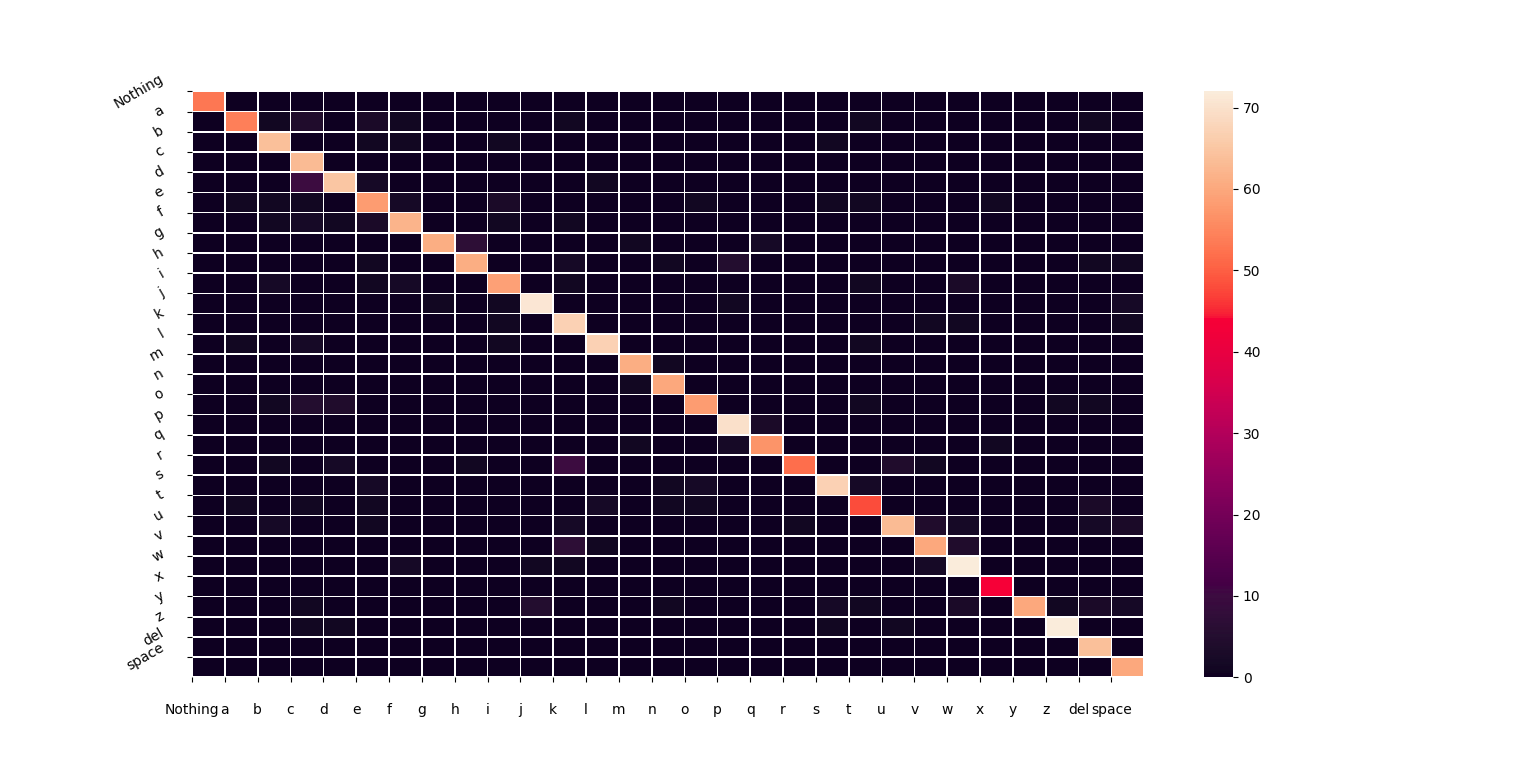 Nothing
a
b
c
d
e
f
g
h
i
j
k
l
m
n
o
p
q
r
s
t
u
v
w
x
y
z
del
space
Nothing a b c d e f g h i j k l m n o p q r s t u v w x y z del space
70
60
50
40
30
20
10
0